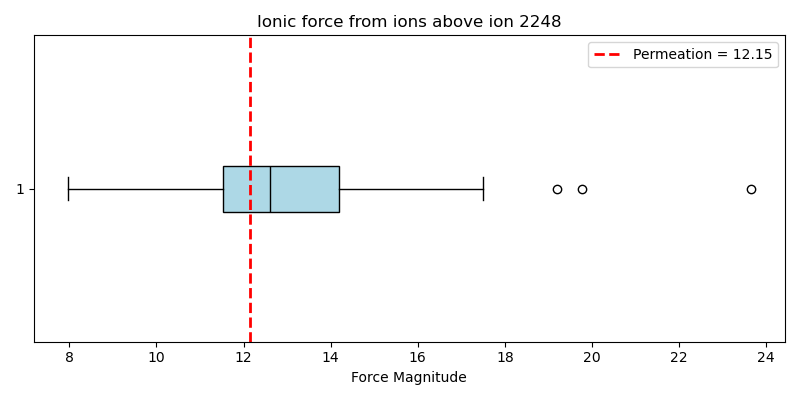 Ionic force from ions above ion 2248
Permeation = 12.15
1
8 10 12 14 16 18 20 22 24
Force Magnitude